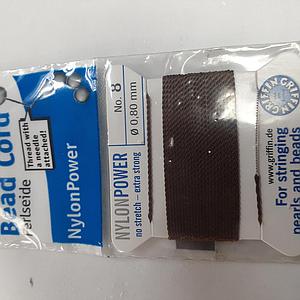 Bead Cord
Perlseide
Thread with
a needle
attached!
NylonPower
No. 8
Ø 0,80 mm
NYLONPOWER
no stretch – extra strong
GRIFFIN GRIFFIN
www.griffin.de
For stringing
pearls and beads